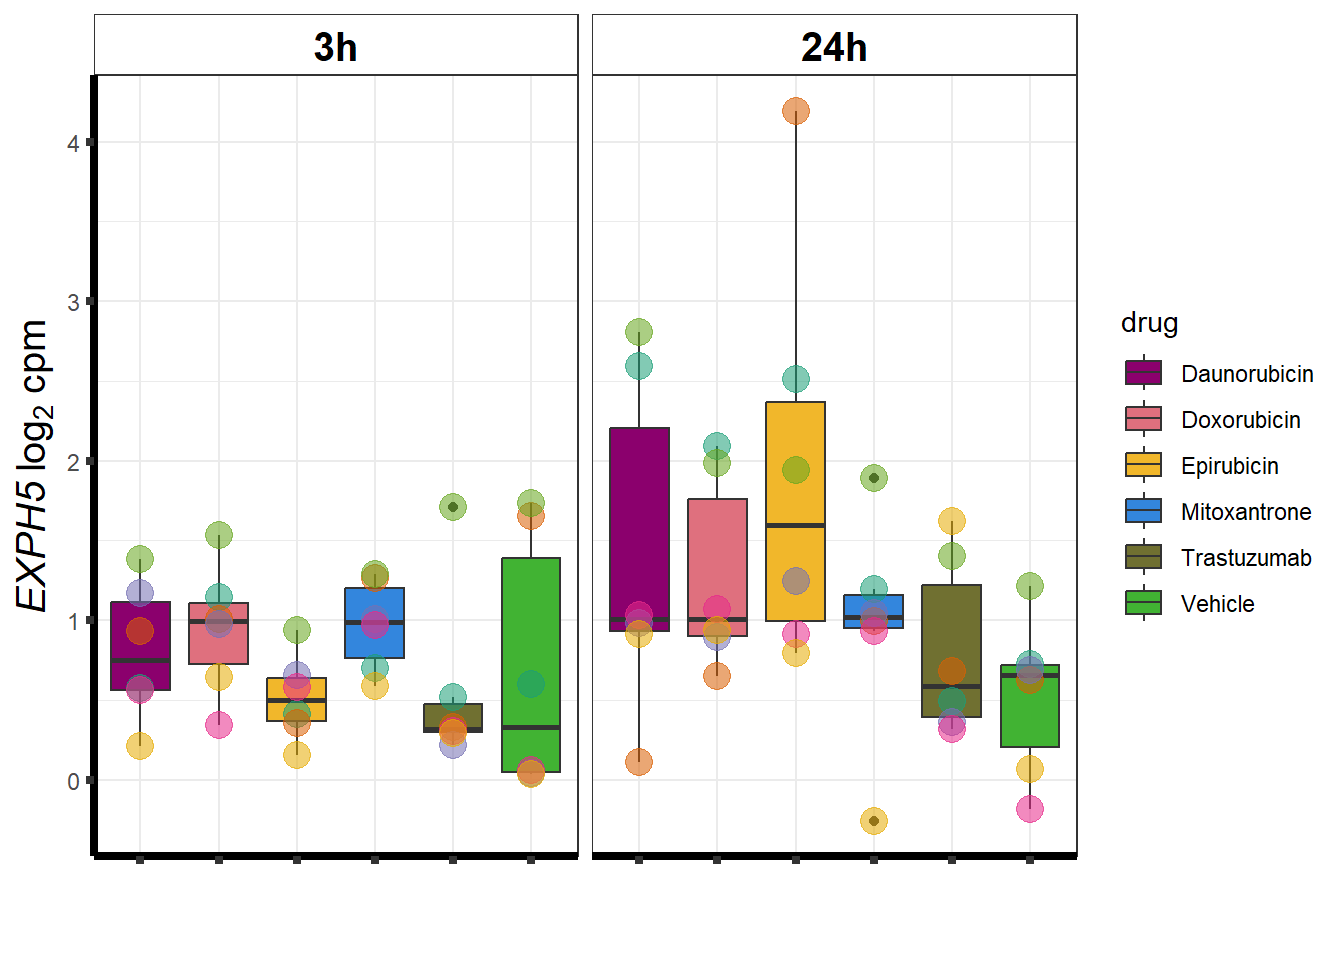 3h
24h
EXPH5 log2 cpm
4
3
2
1
0
drug
Daunorubicin
Doxorubicin
Epirubicin
Mitoxantrone
Trastuzumab
Vehicle